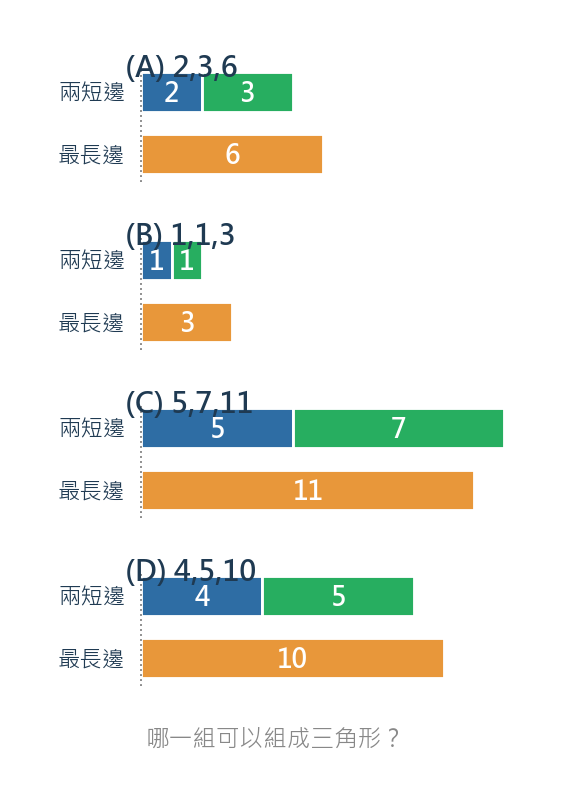 (A) 2,3,6
兩短邊 2 3
最長邊 6
(B) 1,1,3
兩短邊 1 1
最長邊 3
(C) 5,7,11
兩短邊 5 7
最長邊 11
(D) 4,5,10
兩短邊 4 5
最長邊 10
哪一組可以組成三角形？